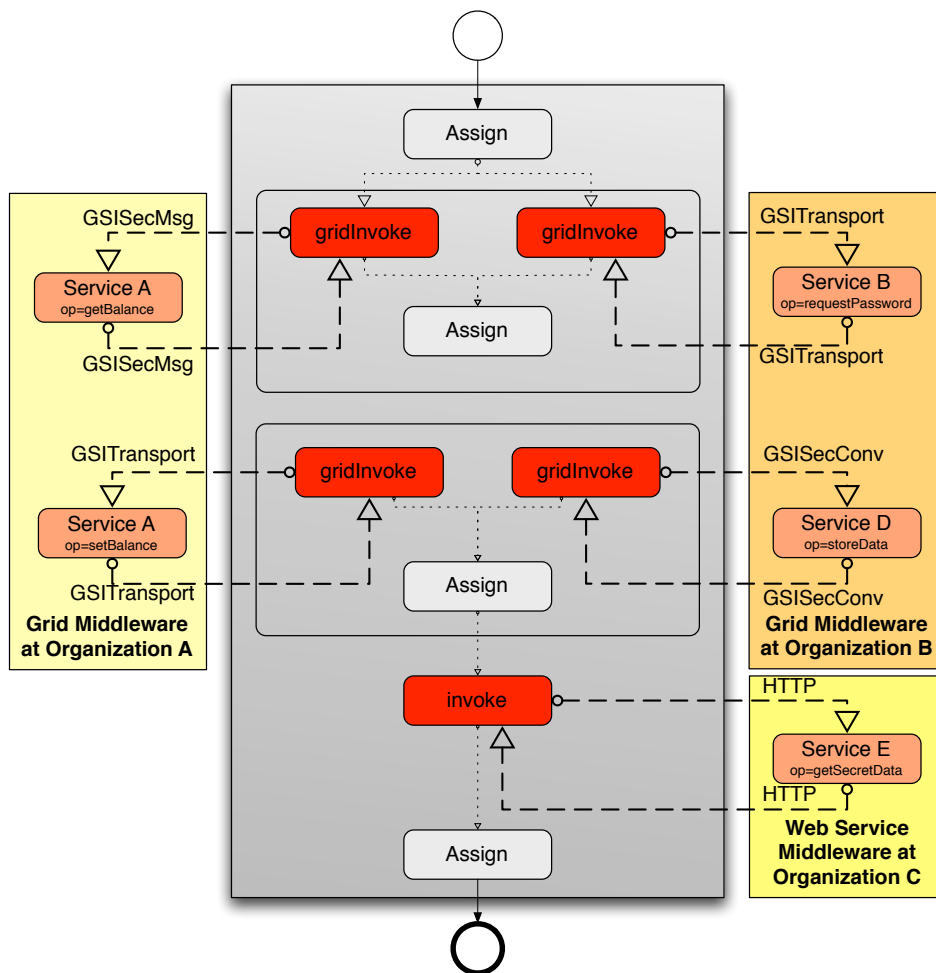 Assign
GSISecMsg
gridInvoke
gridInvoke
GSITransport
Service A
op=getBalance
Service B
op=requestPassword
Assign
GSISecMsg
GSITransport
GSITransport
gridInvoke
gridInvoke
GSISecConv
Service A
op=setBalance
Service D
op=storeData
Assign
GSITransport
GSISecConv
Grid Middleware
at Organization A
Grid Middleware
at Organization B
invoke
HTTP
Service E
op=getSecretData
HTTP
Web Service
Middleware at
Organization C
Assign